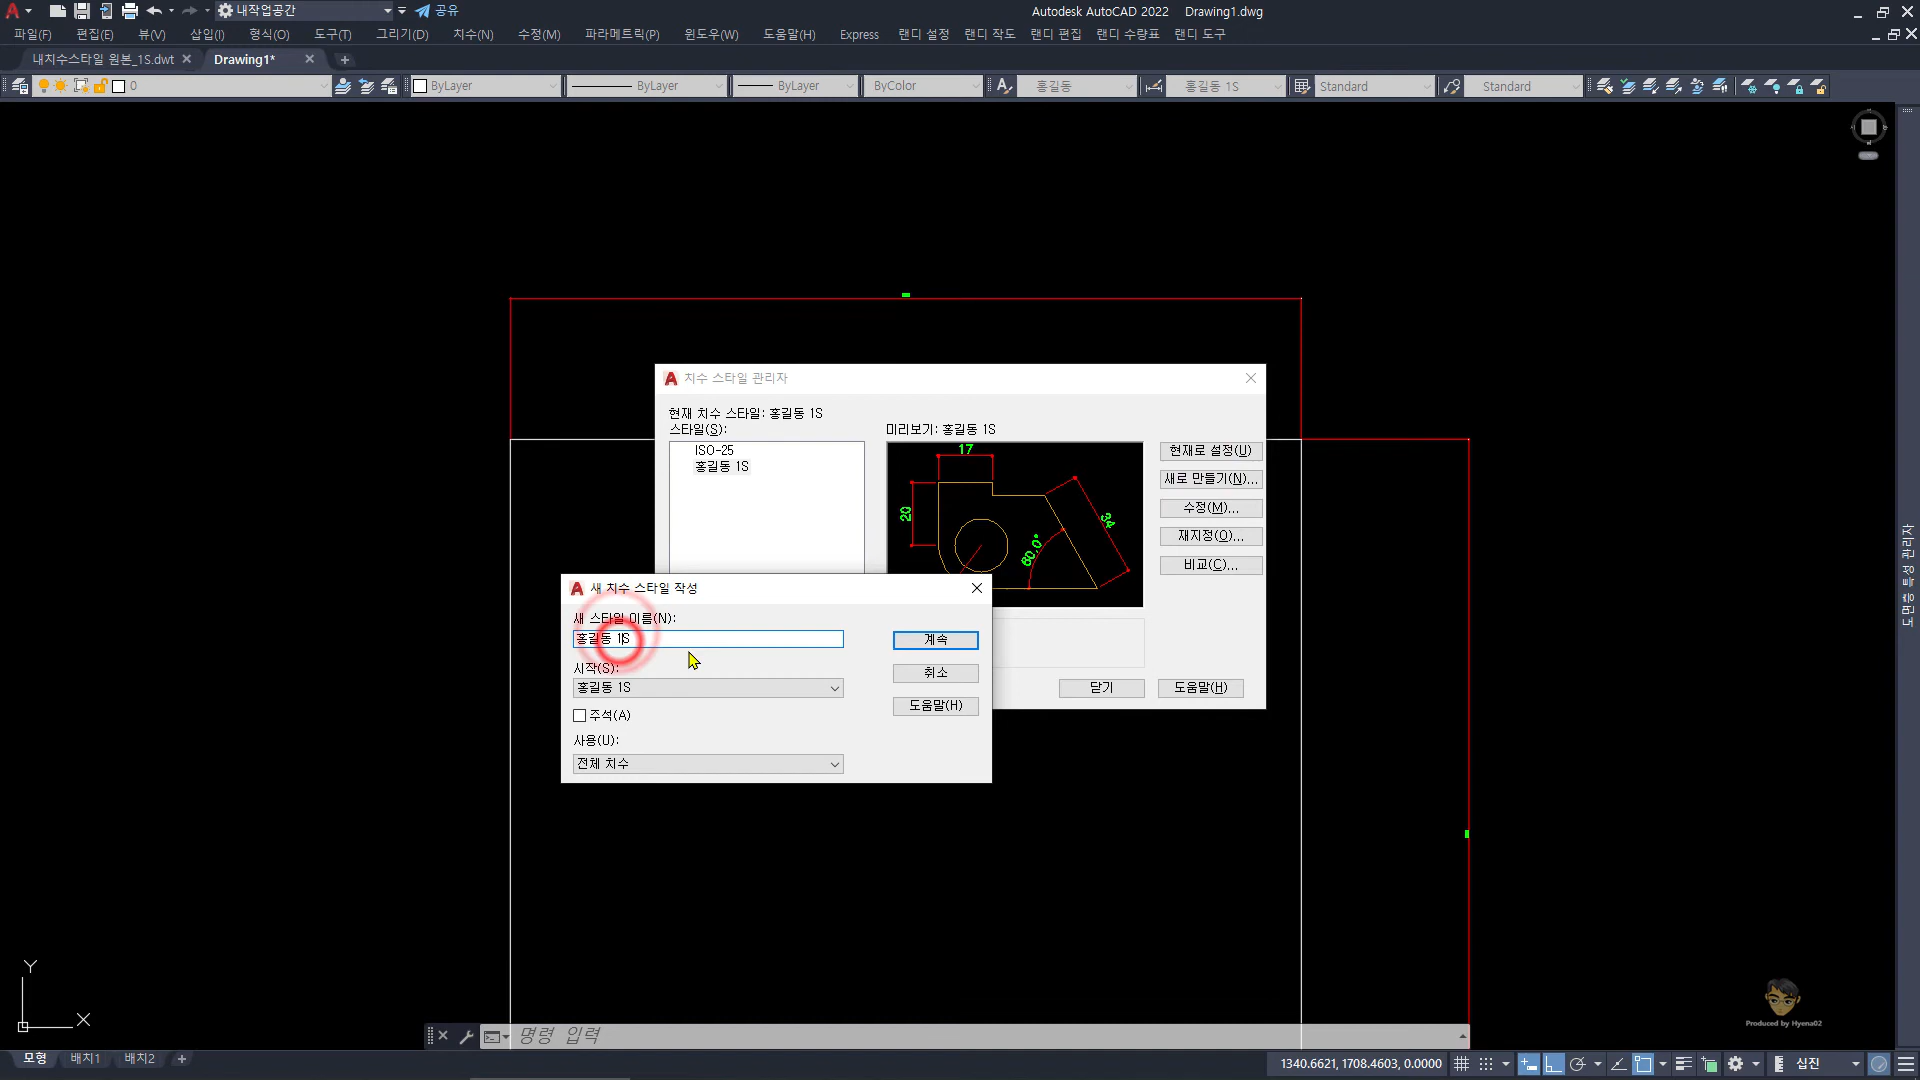 내작업공간
공유
Autodesk AutoCAD 2022 Drawing1.dwg
파일(F) 편집(E) 뷰(V) 삽입(I) 형식(O) 도구(T) 그리기(D) 치수(N) 수정(M) 파라메트릭(P) 윈도우(W) 도움말(H) Express 랜디 설정 랜디 작도 랜디 편집 랜디 수량표 랜디 도구
내치수스타일 원본_1S.dwt
Drawing1*
0 ByLayer ByLayer ByLayer ByColor 홍길동 홍길동 1S Standard Standard
치수 스타일 관리자
현재 치수 스타일: 홍길동 1S
스타일(S):
ISO-25
홍길동 1S
미리보기: 홍길동 1S
17
20
34
60,0°
현재로 설정(U)
새로 만들기(N)...
수정(M)...
재지정(O)...
비교(C)...
닫기
도움말(H)
새 치수 스타일 작성
새 스타일 이름(N):
홍길동 1S
시작(S):
홍길동 1S
주석(A)
사용(U):
전체 치수
계속
취소
도움말(H)
도면층 특성 관리자
Y
X
Produced by Hyena02
명령 입력
모형 배치1 배치2
1340.6621, 1708.4603, 0.0000
십진